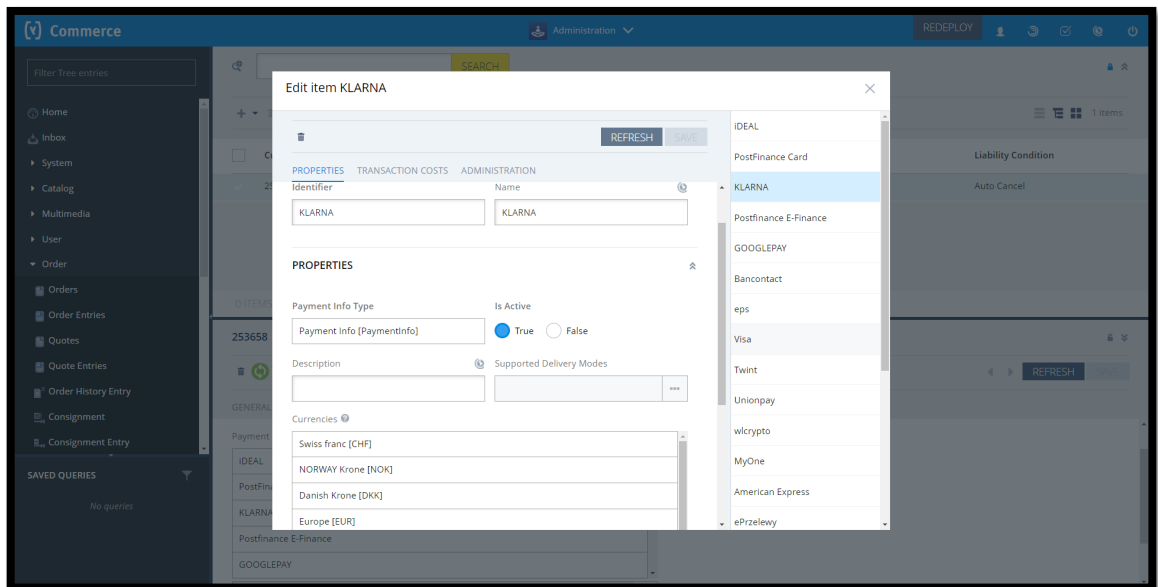 [y] Commerce
Administration
REDEPLOY
Filter Tree entries
SEARCH
Home
Inbox
System
Catalog
Multimedia
User
Order
Orders
Order Entries
Quotes
Quote Entries
Order History Entry
Consignment
Consignment Entry
SAVED QUERIES
No queries
1 items
Liability Condition
Auto Cancel
0 ITEMS
253658
REFRESH
SAVE
GENERAL
Payment
iDEAL
PostFina
KLARNA
Postfinance E-Finance
GOOGLEPAY
Edit item KLARNA
REFRESH
SAVE
PROPERTIES TRANSACTION COSTS ADMINISTRATION
Identifier Name
KLARNA KLARNA
PROPERTIES
Payment Info Type Is Active
Payment Info [PaymentInfo] True False
Description Supported Delivery Modes
Currencies
Swiss franc [CHF]
NORWAY Krone [NOK]
Danish Krone [DKK]
Europe [EUR]
iDEAL
PostFinance Card
KLARNA
Postfinance E-Finance
GOOGLEPAY
Bancontact
eps
Visa
Twint
Unionpay
wlcrypto
MyOne
American Express
ePrzelewy